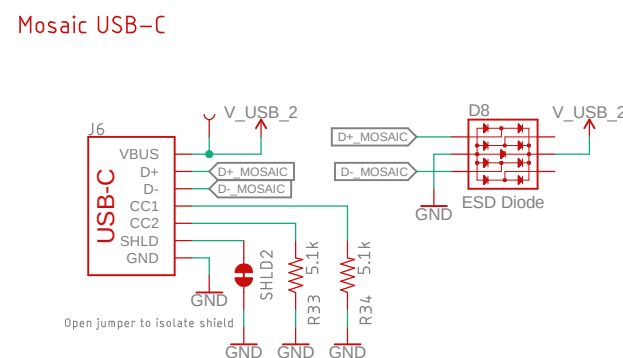 Mosaic USB-C
J6
USB-C
VBUS
D+
D-
CC1
CC2
SHLD
GND
V_USB_2
D+_MOSAIC
D-_MOSAIC
GND
SHLD2
5.1k
R33
5.1k
R34
Open jumper to isolate shield
GND
GND
GND
D+_MOSAIC
D-_MOSAIC
GND
D8
ESD Diode
V_USB_2